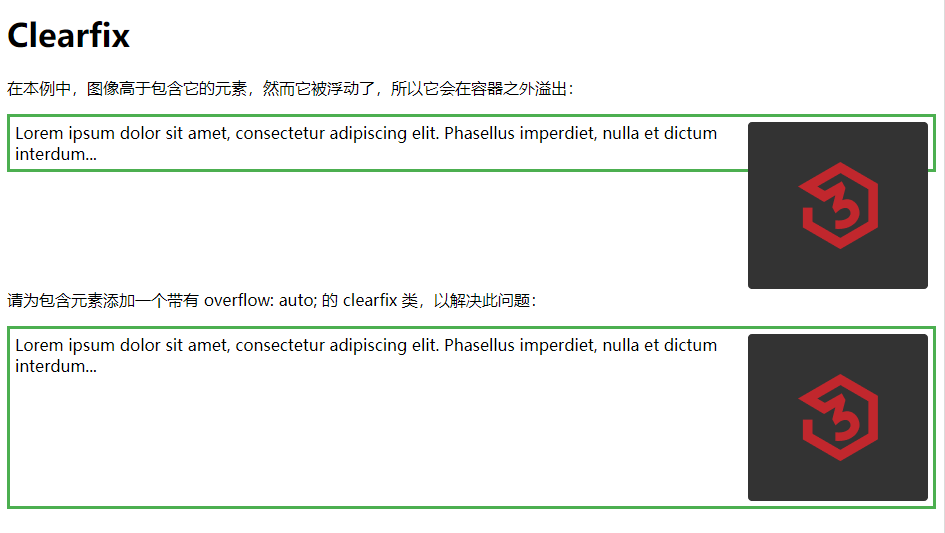 Clearfix
在本例中，图像高于包含它的元素，然而它被浮动了，所以它会在容器之外溢出：
Lorem ipsum dolor sit amet, consectetur adipiscing elit. Phasellus imperdiet, nulla et dictum
interdum...
3
请为包含元素添加一个带有 overflow: auto; 的 clearfix 类，以解决此问题：
Lorem ipsum dolor sit amet, consectetur adipiscing elit. Phasellus imperdiet, nulla et dictum
interdum...
3